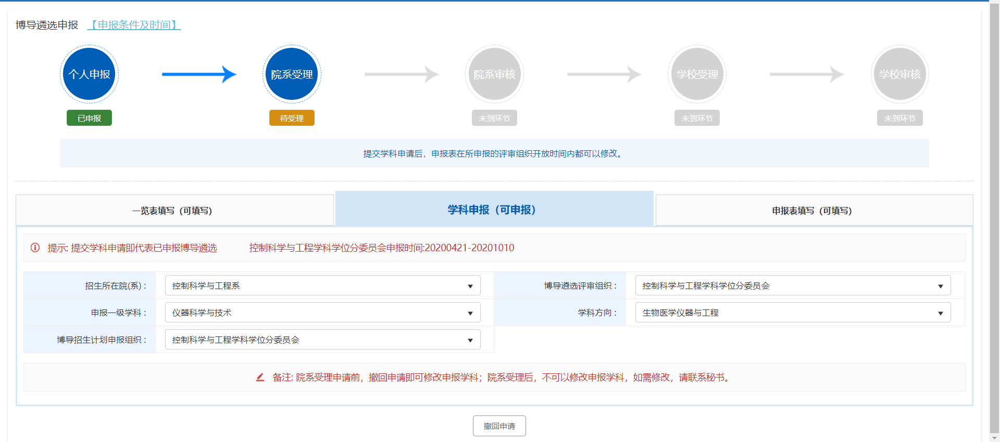 博导遴选申报 【申报条件及时间】
个人申报 院系受理 院系审核 学校受理 学校审核
已申报 待受理 未到环节 未到环节 未到环节
提交学科申请后，申报表在所申报的评审组织开放时间内都可以修改。
一览表填写（可填写） 学科申报（可申报） 申报表填写（可填写）
提示: 提交学科申请即代表已申报博导遴选 控制科学与工程学科学位分委员会申报时间:20200421-20201010
招生所在院(系)： 控制科学与工程系 博导遴选评审组织： 控制科学与工程学科学位分委员会
申报一级学科： 仪器科学与技术 学科方向： 生物医学仪器与工程
博导招生计划申报组织： 控制科学与工程学科学位分委员会
备注: 院系受理申请前，撤回申请即可修改申报学科；院系受理后，不可以修改申报学科，如需修改，请联系秘书。
撤回申请